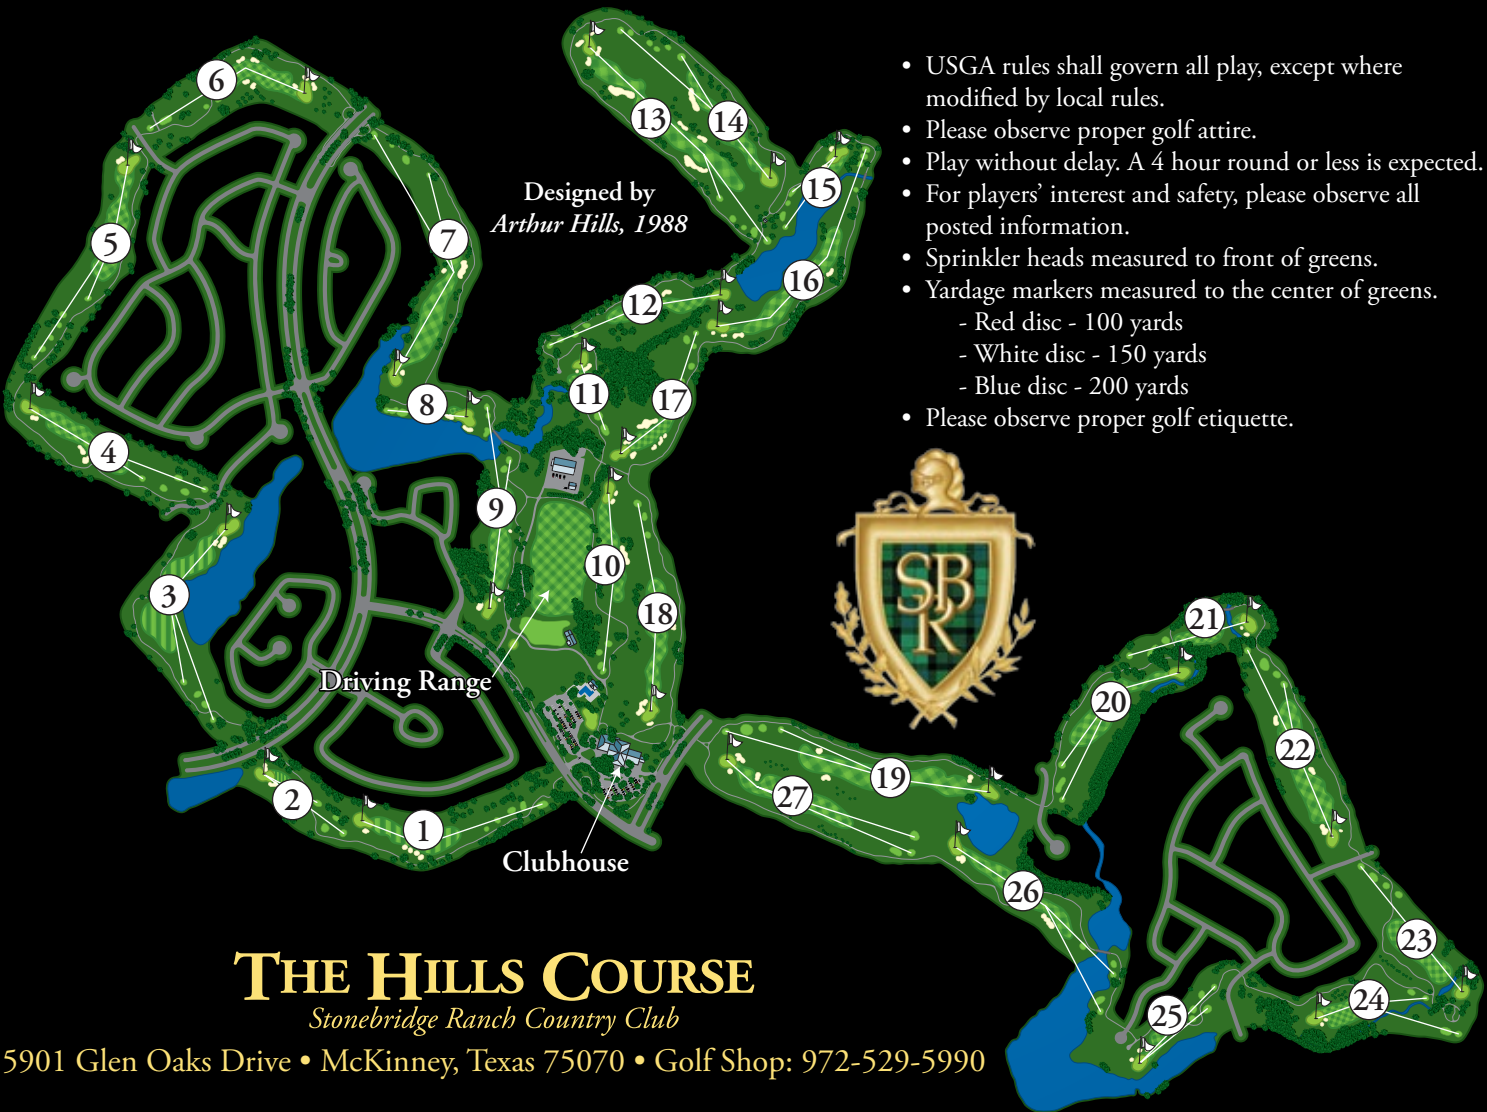 • USGA rules shall govern all play, except where
modified by local rules.
• Please observe proper golf attire.
• Play without delay. A 4 hour round or less is expected.
• For players’ interest and safety, please observe all
posted information.
• Sprinkler heads measured to front of greens.
• Yardage markers measured to the center of greens.
- Red disc - 100 yards
- White disc - 150 yards
- Blue disc - 200 yards
• Please observe proper golf etiquette.
Designed by
Arthur Hills, 1988
6
13
14
15
5
7
16
12
11
17
8
4
9
10
3
18
SBR
Driving Range
21
20
22
19
27
2
1
Clubhouse
26
23
24
25
THE HILLS COURSE
Stonebridge Ranch Country Club
5901 Glen Oaks Drive • McKinney, Texas 75070 • Golf Shop: 972-529-5990